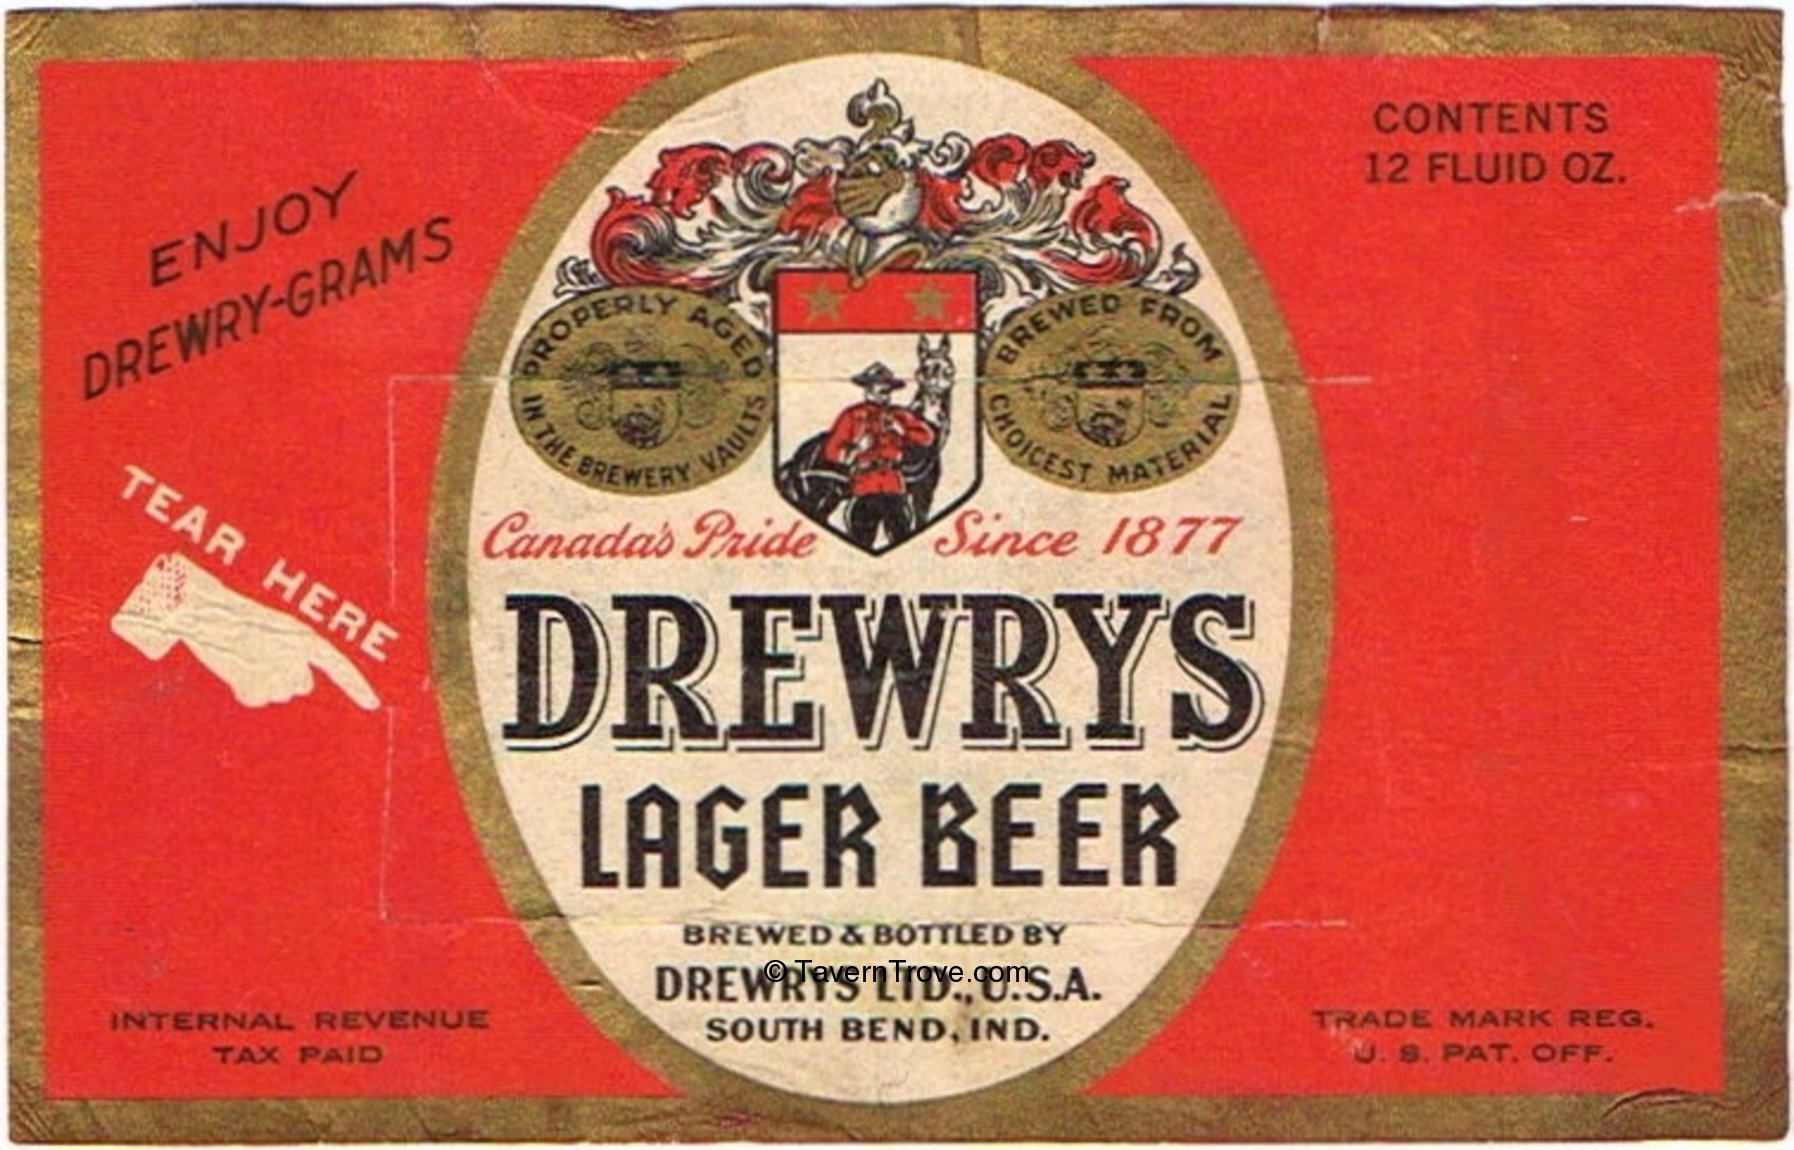 ENJOY
DREWRY-GRAMS
TEAR HERE
INTERNAL REVENUE
TAX PAID
PROPERLY AGED
IN THE BREWERY VAULTS
BREWED FROM
CHOICEST MATERIAL
Canada's Pride Since 1877
DREWRYS
LAGER BEER
BREWED & BOTTLED BY
DREWRYS LTD., U.S.A.
© TavernTrove.com
SOUTH BEND, IND.
CONTENTS
12 FLUID OZ.
TRADE MARK REG.
U. S. PAT. OFF.